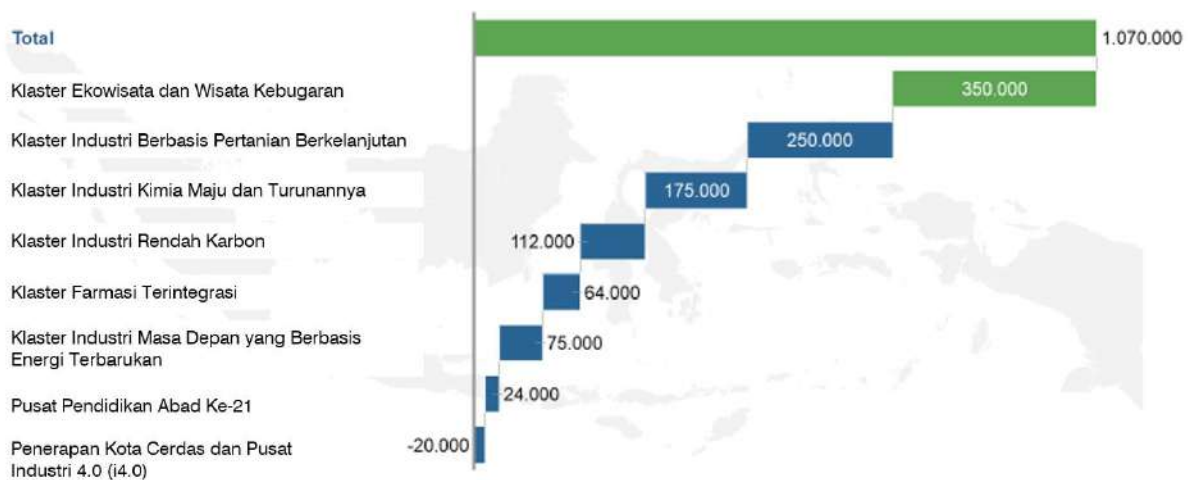 Total
1.070.000
Klaster Ekowisata dan Wisata Kebugaran
350.000
Klaster Industri Berbasis Pertanian Berkelanjutan
250.000
Klaster Industri Kimia Maju dan Turunannya
175.000
Klaster Industri Rendah Karbon
112.000
Klaster Farmasi Terintegrasi
64.000
Klaster Industri Masa Depan yang Berbasis
Energi Terbarukan
75.000
Pusat Pendidikan Abad Ke-21
24.000
Penerapan Kota Cerdas dan Pusat
Industri 4.0 (i4.0)
-20.000